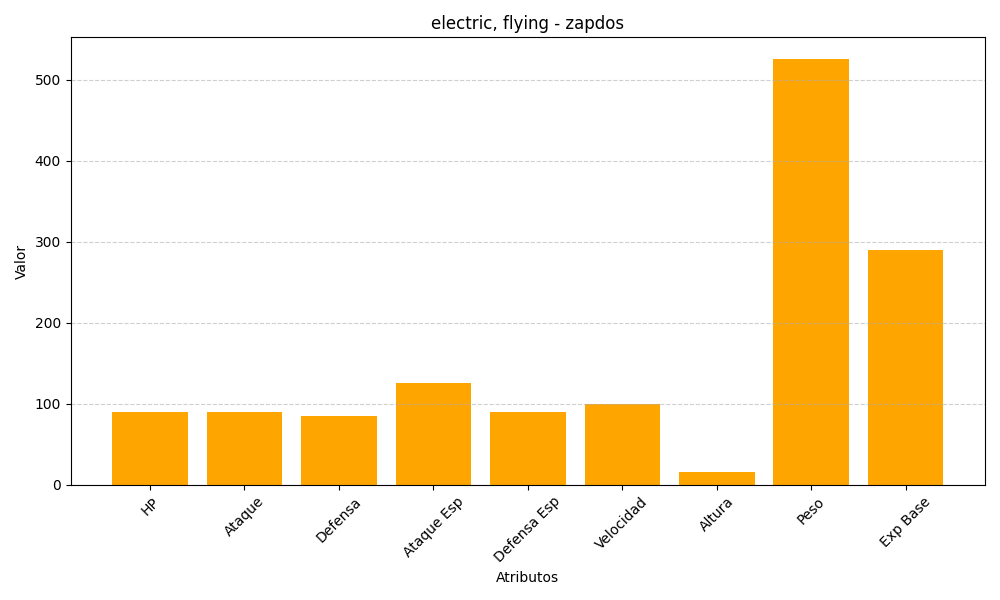 electric, flying - zapdos
500
400
300
200
100
0
Valor
HP
Ataque
Defensa
Ataque Esp
Defensa Esp
Velocidad
Altura
Peso
Exp Base
Atributos